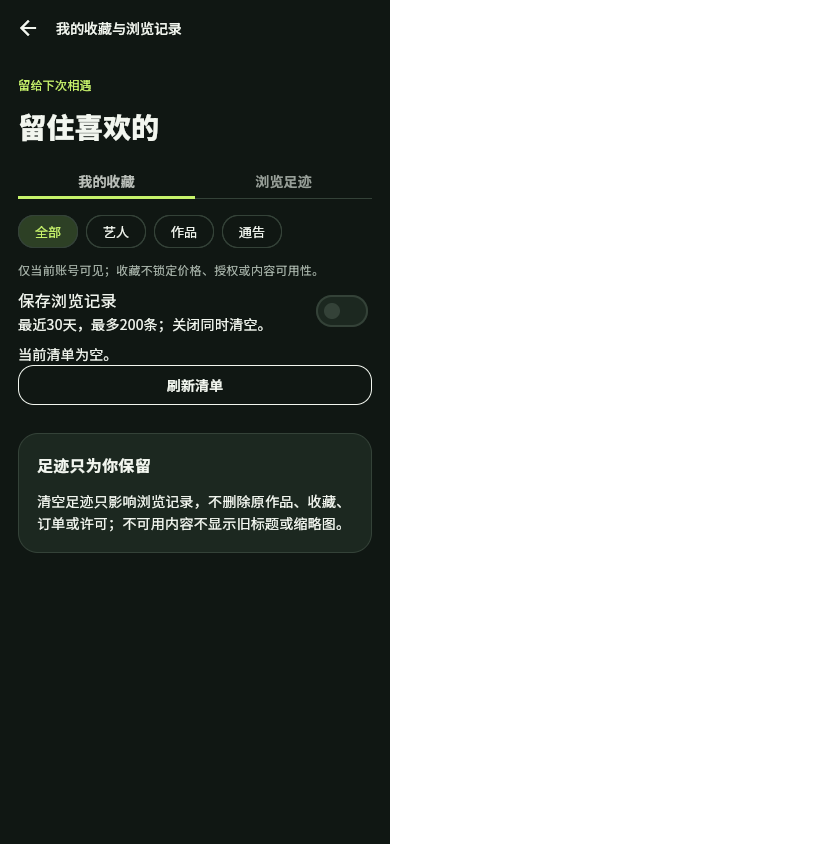 我的收藏与浏览记录
留给下次相遇
留住喜欢的
我的收藏
浏览足迹
全部
艺人
作品
通告
仅当前账号可见；收藏不锁定价格、授权或内容可用性。
保存浏览记录
最近30天，最多200条；关闭同时清空。
当前清单为空。
刷新清单
足迹只为你保留
清空足迹只影响浏览记录，不删除原作品、收藏、
订单或许可；不可用内容不显示旧标题或缩略图。